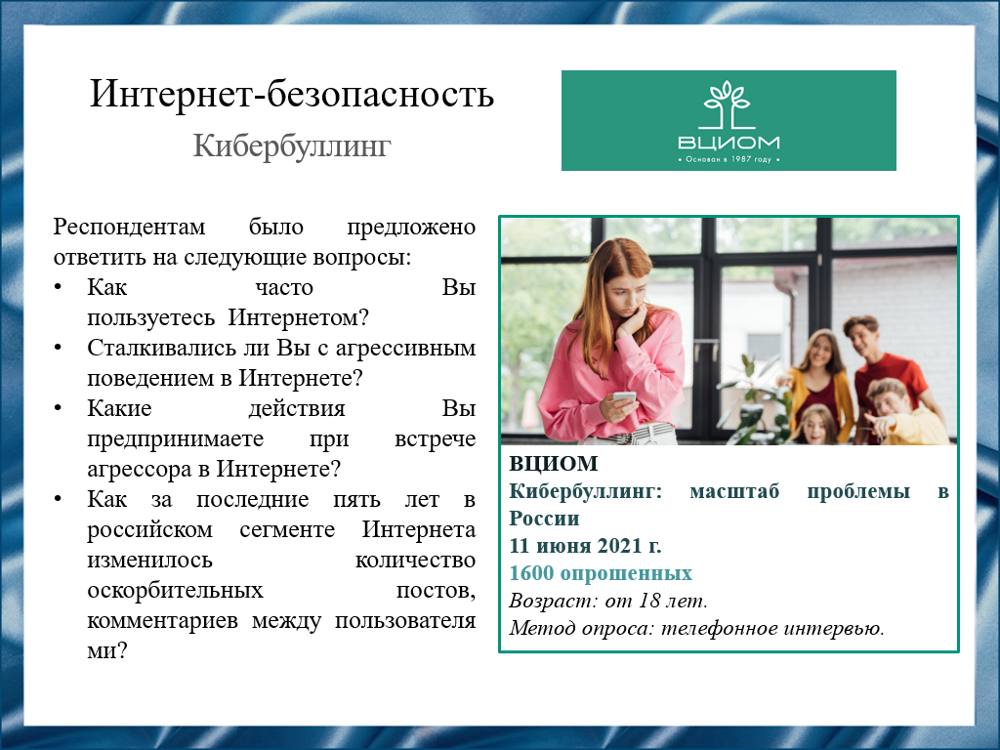 Интернет-безопасность
Кибербуллинг
ВЦИОМ
• Основан в 1987 году •
Респондентам было предложено
ответить на следующие вопросы:
• Как часто Вы
пользуетесь Интернетом?
• Сталкивались ли Вы с агрессивным
поведением в Интернете?
• Какие действия Вы
предпринимаете при встрече
агрессора в Интернете?
• Как за последние пять лет в
российском сегменте Интернета
изменилось количество
оскорбительных постов,
комментариев между пользователя
ми?
ВЦИОМ
Кибербуллинг: масштаб проблемы в
России
11 июня 2021 г.
1600 опрошенных
Возраст: от 18 лет.
Метод опроса: телефонное интервью.